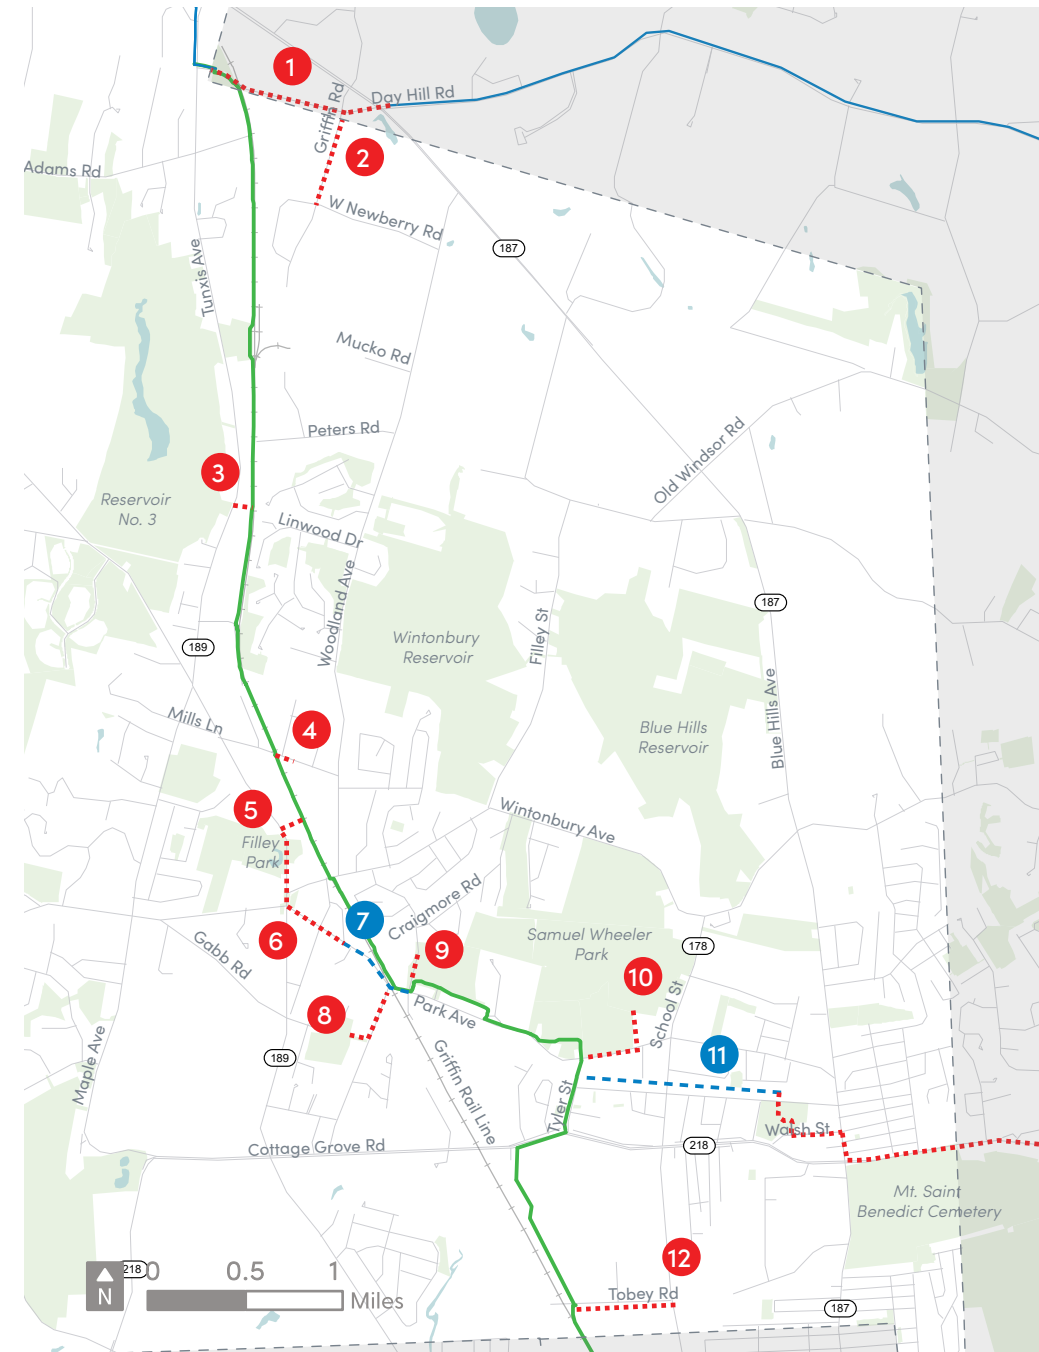 1
Day Hill Rd
Griffin Rd
2
Adams Rd
W Newberry Rd
187
Tunxis Ave
Mucko Rd
Peters Rd
Old Windsor Rd
3
Reservoir
No. 3
Linwood Dr
Woodland Ave
187
Filley St
Wintonbury
Reservoir
189
Blue Hills Ave
Mills Ln
4
Blue Hills
Reservoir
5
Wintonbury Ave
Filley
Park
Craigmore Rd
7
6
9
Samuel Wheeler
Park
178
Gabb Rd
10
8
Park Ave
School St
189
11
Maple Ave
Griffin Rail Line
Tyler St
Walsh St
Cottage Grove Rd
218
Mt. Saint
Benedict Cemetery
12
218
0 0.5 1
N
Miles
Tobey Rd
187